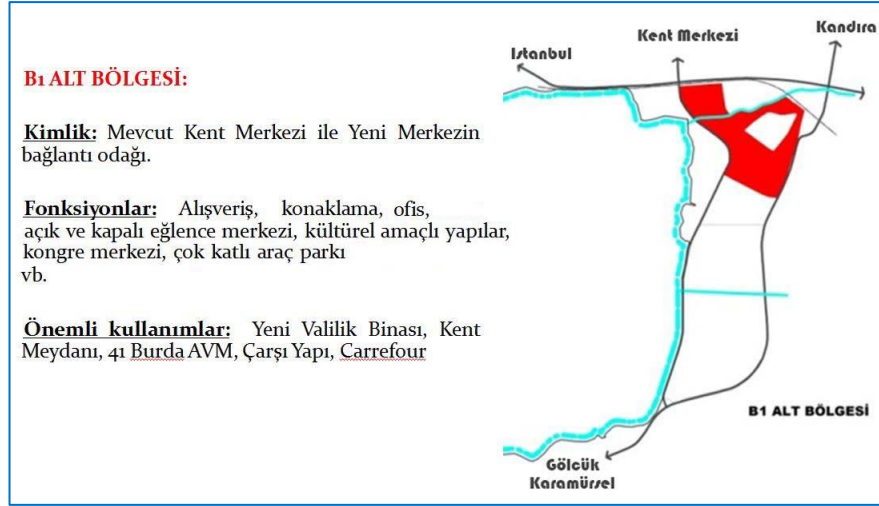 B1 ALT BÖLGESİ:
Kimlik: Mevcut Kent Merkezi ile Yeni Merkezin
bağlantı odağı.
Fonksiyonlar: Alışveriş, konaklama, ofis,
açık ve kapalı eğlence merkezi, kültürel amaçlı yapılar,
kongre merkezi, çok katlı araç parkı
vb.
Önemli kullanımlar: Yeni Valilik Binası, Kent
Meydanı, 41 Burda AVM, Çarşı Yapı, Carrefour
Kandıra
Kent Merkezi
Istanbul
B1 ALT BÖLGESİ
Gölcük
Karamürsel